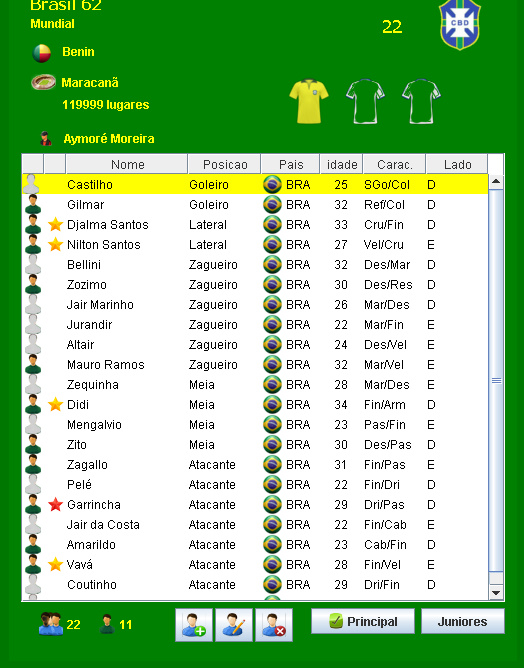 Brasil 62
Mundial
22
CBD
Benin
Maracanã
119999 lugares
Aymoré Moreira
Nome Posicao Pais idade Carac. Lado
Castilho Goleiro BRA 25 SGo/Col D
Gilmar Goleiro BRA 32 Ref/Col D
Djalma Santos Lateral BRA 33 Cru/Fin D
Nilton Santos Lateral BRA 27 Vel/Cru E
Bellini Zagueiro BRA 32 Des/Mar D
Zozimo Zagueiro BRA 30 Des/Res D
Jair Marinho Zagueiro BRA 26 Mar/Des D
Jurandir Zagueiro BRA 22 Mar/Fin E
Altair Zagueiro BRA 24 Des/Vel E
Mauro Ramos Zagueiro BRA 32 Mar/Vel E
Zequinha Meia BRA 28 Mar/Des E
Didi Meia BRA 34 Fin/Arm D
Mengalvio Meia BRA 23 Pas/Fin E
Zito Meia BRA 30 Des/Pas D
Zagallo Atacante BRA 31 Fin/Pas E
Pelé Atacante BRA 22 Fin/Dri D
Garrincha Atacante BRA 29 Dri/Pas D
Jair da Costa Atacante BRA 22 Fin/Cab E
Amarildo Atacante BRA 23 Cab/Fin D
Vavá Atacante BRA 28 Fin/Vel E
Coutinho Atacante BRA 29 Dri/Fin D
22 11 Principal Juniores